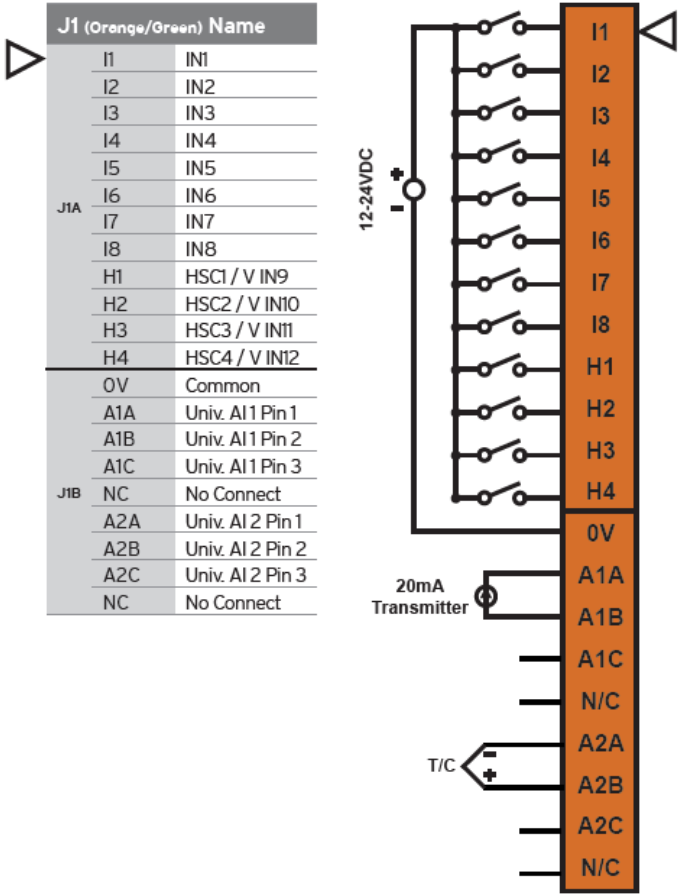 J1 (Orange/Green) Name
I1 IN1
I2 IN2
I3 IN3
I4 IN4
I5 IN5
I6 IN6
J1A
I7 IN7
I8 IN8
H1 HSC1 / V IN9
H2 HSC2 / V IN10
H3 HSC3 / V IN11
H4 HSC4 / V IN12
0V Common
A1A Univ. AI 1 Pin 1
A1B Univ. AI 1 Pin 2
A1C Univ. AI 1 Pin 3
J1B NC No Connect
A2A Univ. AI 2 Pin 1
A2B Univ. AI 2 Pin 2
A2C Univ. AI 2 Pin 3
NC No Connect
12-24VDC
+
-
20mA
Transmitter
T/C
-
+
I1
I2
I3
I4
I5
I6
I7
I8
H1
H2
H3
H4
0V
A1A
A1B
A1C
N/C
A2A
A2B
A2C
N/C